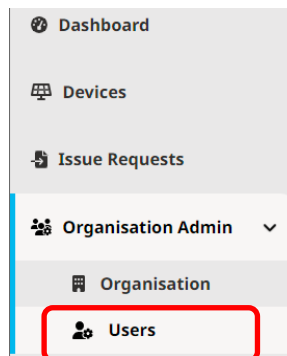 Dashboard
Devices
Issue Requests
Organisation Admin
Organisation
Users